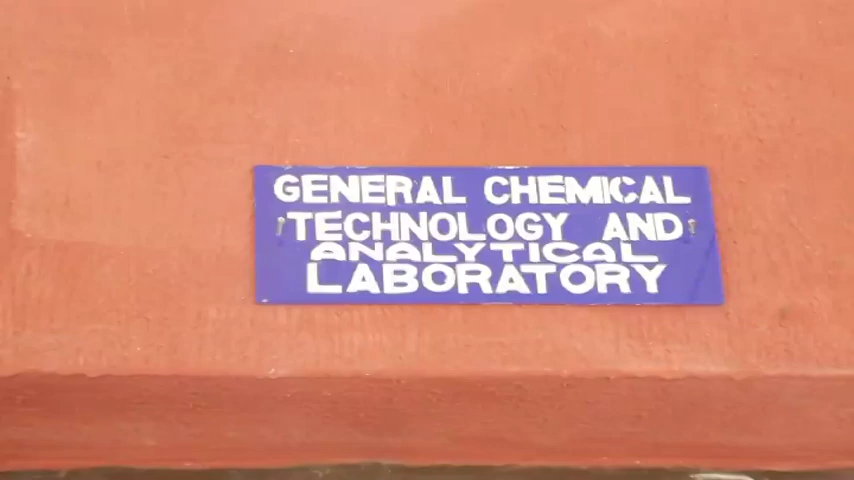 GENERAL CHEMICAL
TECHNOLOGY AND
ANALYTICAL
LABORATORY